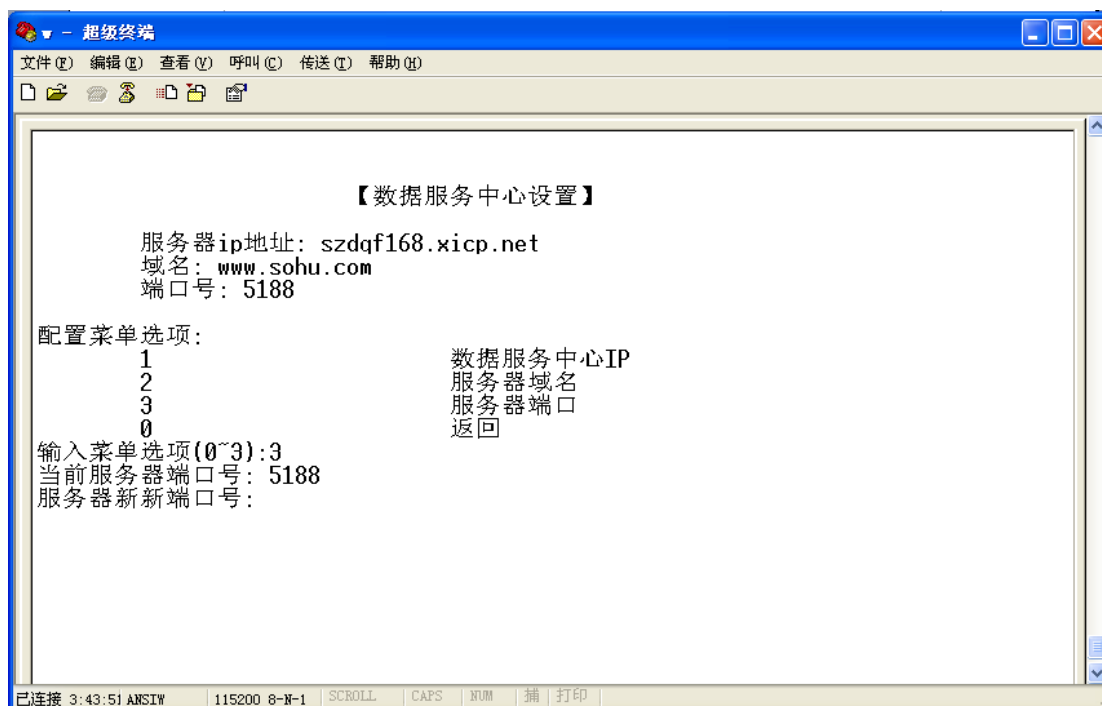 w - 超级终端
文件(F) 编辑(E) 查看(V) 呼叫(C) 传送(T) 帮助(H)
【数据服务中心设置】
服务器ip地址: szdqf168.xicp.net
域名: www.sohu.com
端口号: 5188
配置菜单选项:
1 数据服务中心IP
2 服务器域名
3 服务器端口
0 返回
输入菜单选项(0~3):3
当前服务器端口号: 5188
服务器新新端口号:
已连接 3:43:51 ANSIW 115200 8-N-1 SCROLL CAPS NUM 捕 打印